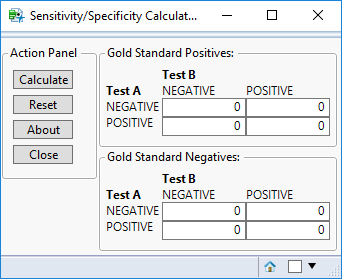 Sensitivity/Specificity Calculat...
Action Panel
Calculate
Reset
About
Close
Gold Standard Positives:
Test B
Test A NEGATIVE POSITIVE
NEGATIVE 0 0
POSITIVE 0 0
Gold Standard Negatives:
Test B
Test A NEGATIVE POSITIVE
NEGATIVE 0 0
POSITIVE 0 0